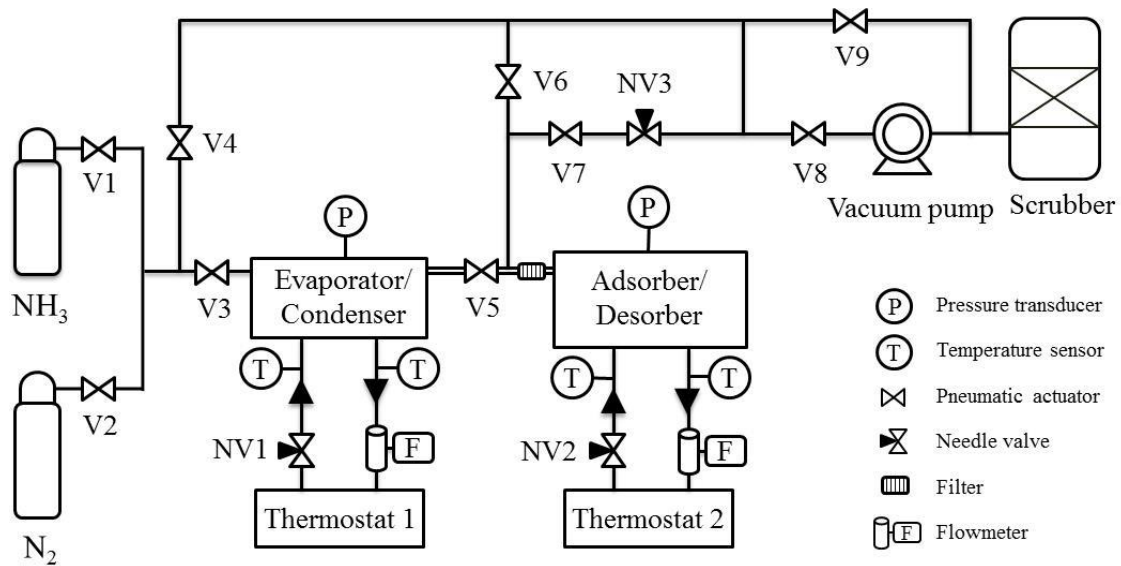 V9
V6
NV3
V4
V1
V7
V8
Vacuum pump
Scrubber
P
P
NH₃
V3
Evaporator/
Condenser
V5
Adsorber/
Desorber
P Pressure transducer
T Temperature sensor
Pneumatic actuator
Needle valve
Filter
F Flowmeter
T
T
T
T
V2
NV1
F
NV2
F
N₂
Thermostat 1
Thermostat 2